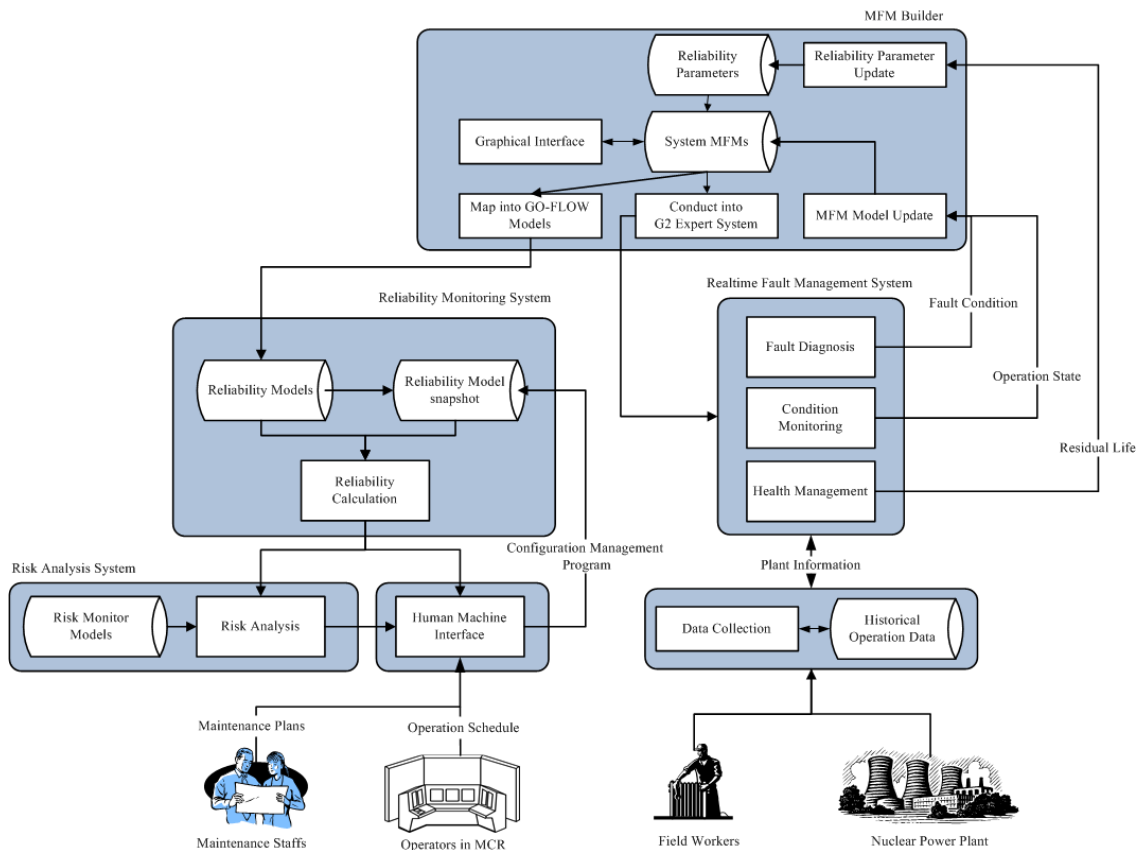 MFM Builder
Reliability
Parameters
Reliability Parameter
Update
Graphical Interface
System MFMs
Map into GO-FLOW
Models
Conduct into
G2 Expert System
MFM Model Update
Realtime Fault Management System
Fault Condition
Reliability Monitoring System
Fault Diagnosis
Operation State
Reliability Models
Reliability Model
snapshot
Condition
Monitoring
Residual Life
Reliability
Calculation
Health Management
Configuration Management
Program
Plant Information
Risk Analysis System
Risk Monitor
Models
Risk Analysis
Human Machine
Interface
Data Collection
Historical
Operation Data
Maintenance Plans
Operation Schedule
Maintenance Staffs
Operators in MCR
Field Workers
Nuclear Power Plant